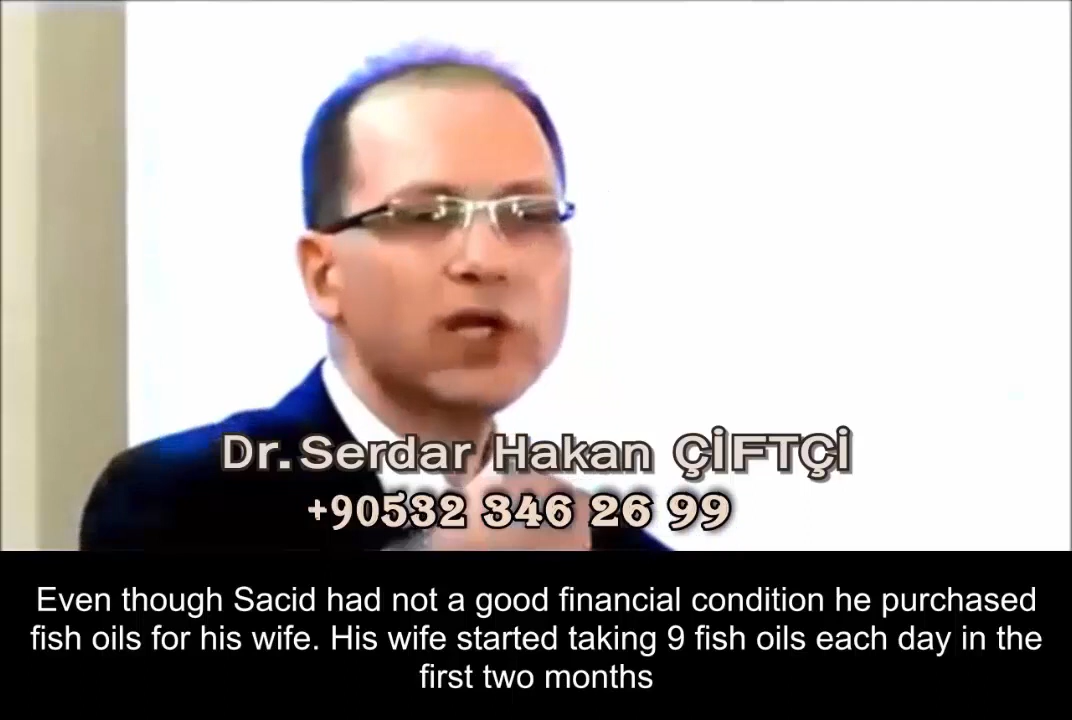 Dr. Serdar Hakan ÇİFTÇİ
+90532 346 26 99
Even though Sacid had not a good financial condition he purchased
fish oils for his wife. His wife started taking 9 fish oils each day in the
first two months